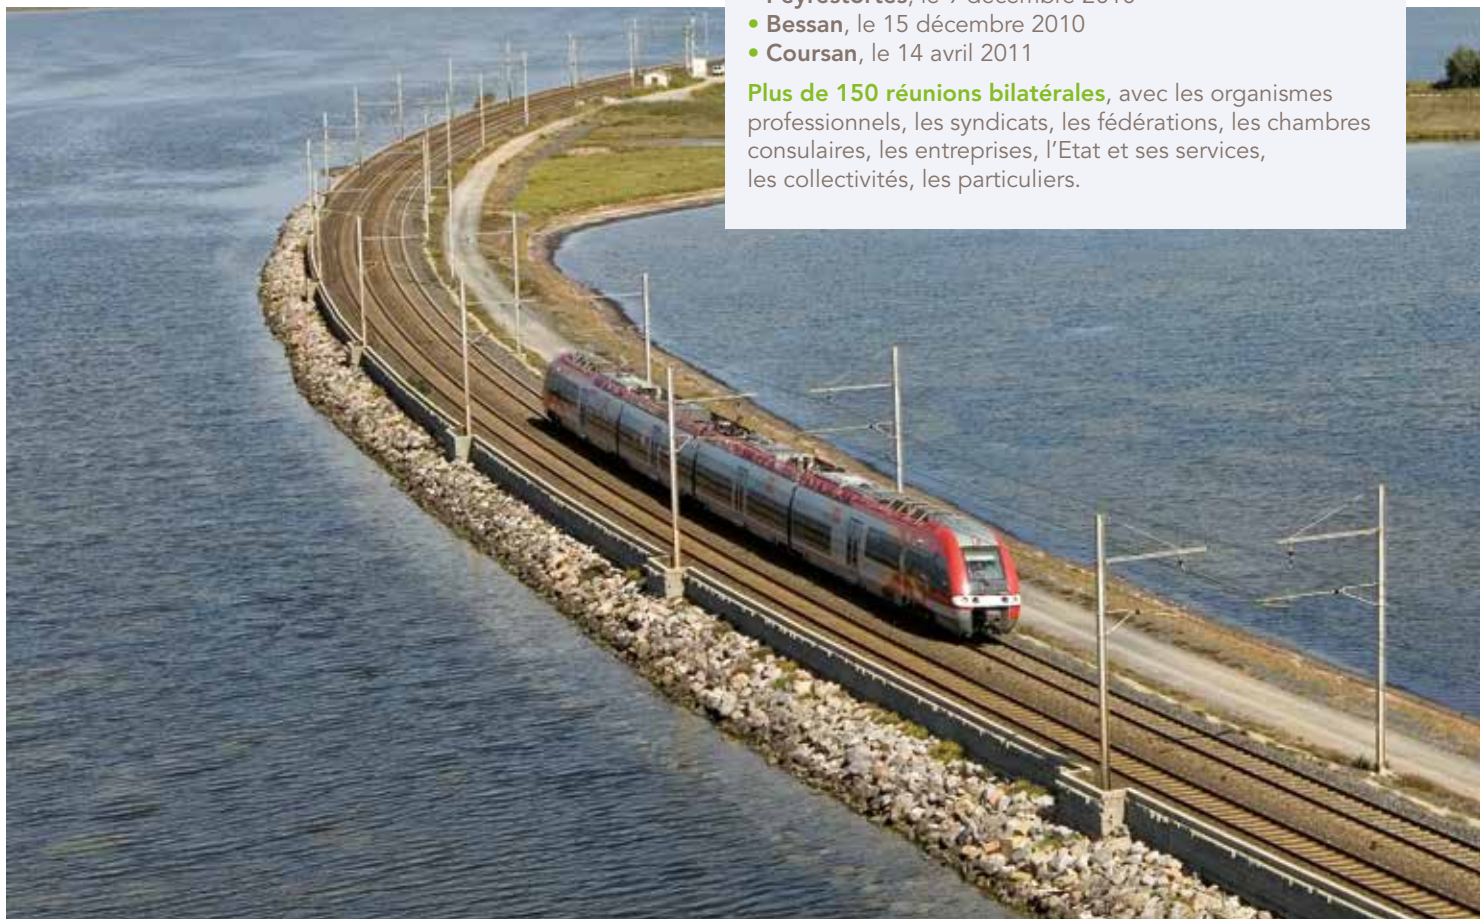 • Bessan, le 15 décembre 2010
• Coursan, le 14 avril 2011
Plus de 150 réunions bilatérales, avec les organismes
professionnels, les syndicats, les fédérations, les chambres
consulaires, les entreprises, l'Etat et ses services,
les collectivités, les particuliers.